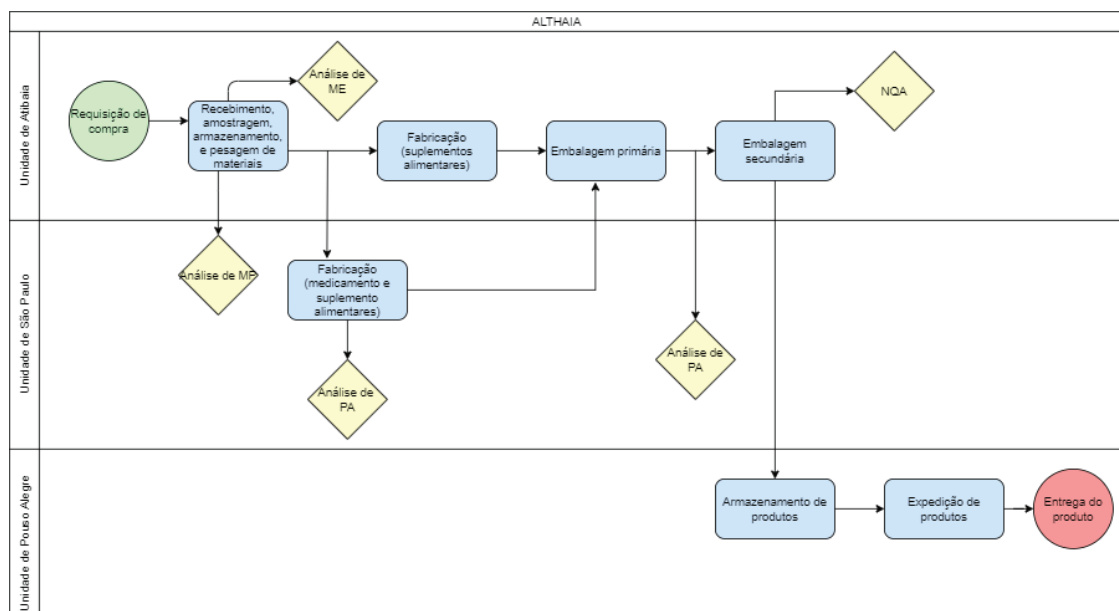 ALTHAIA
Unidade de Atibaia
Requisição de
compra
Recebimento,
amostragem,
armazenamento,
e pesagem de
materiais
Análise de
ME
Fabricação
(suplementos
alimentares)
Embalagem primária
Embalagem
secundária
NQA
Unidade de São Paulo
Análise de MP
Fabricação
(medicamento e
suplemento
alimentares)
Análise de
PA
Análise de
PA
Unidade de Pouso Alegre
Armazenamento de
produtos
Expedição de
produtos
Entrega do
produto